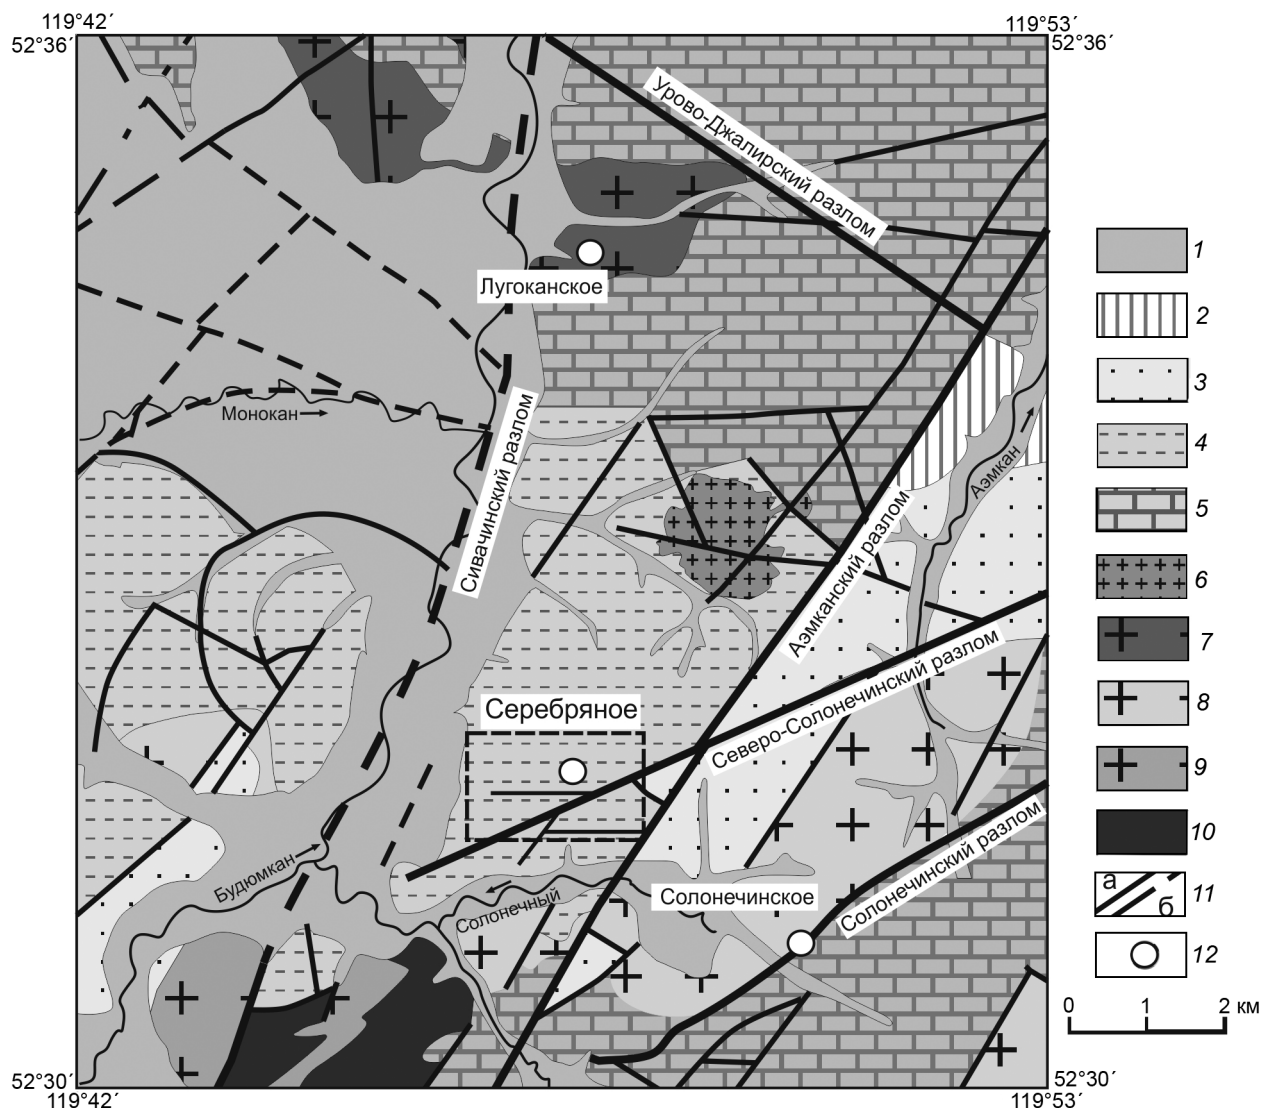 119°42´
119°53´
52°36´
52°36´
Урово-Джалирский разлом
Лугоканское
1
2
3
4
5
6
7
8
9
10
а
б
11
12
0 1 2 км
Монокан
Сивачинский разлом
Аэмкан
Аэмканский разлом
Северо-Солонечинский разлом
Серебряное
Будюмкан
Солонечный
Солонечинское
Солонечинский разлом
52°30´
52°30´
119°42´
119°53´